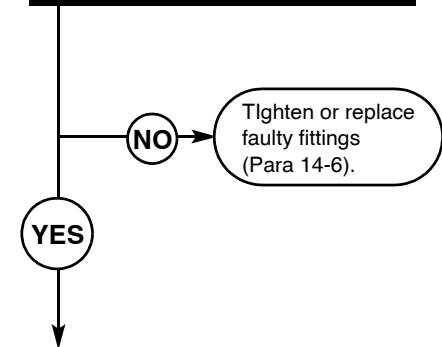 NO
TIghten or replace
faulty fittings
(Para 14-6).
YES